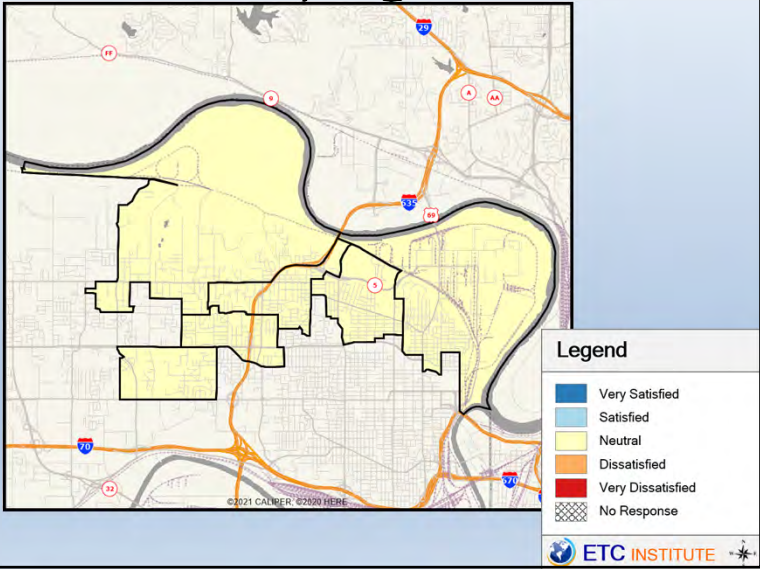 29
FF
9
A
AA
635
69
5
70
32
670
©2021 CALIPER; ©2020 HERE
Legend
Very Satisfied
Satisfied
Neutral
Dissatisfied
Very Dissatisfied
No Response
ETC INSTITUTE